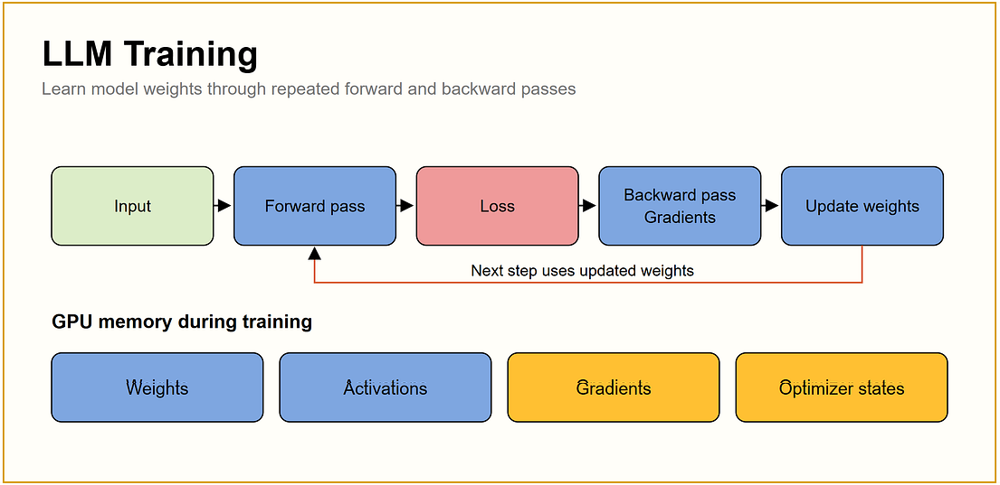 LLM Training
Learn model weights through repeated forward and backward passes
Input
Forward pass
Loss
Backward pass
Gradients
Update weights
Next step uses updated weights
GPU memory during training
Weights
Activations
Gradients
Optimizer states